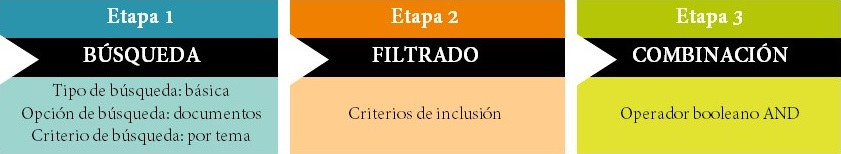 Etapa 1
BÚSQUEDA
Tipo de búsqueda: básica
Opción de búsqueda: documentos
Criterio de búsqueda: por tema
Etapa 2
FILTRADO
Criterios de inclusión
Etapa 3
COMBINACIÓN
Operador booleano AND